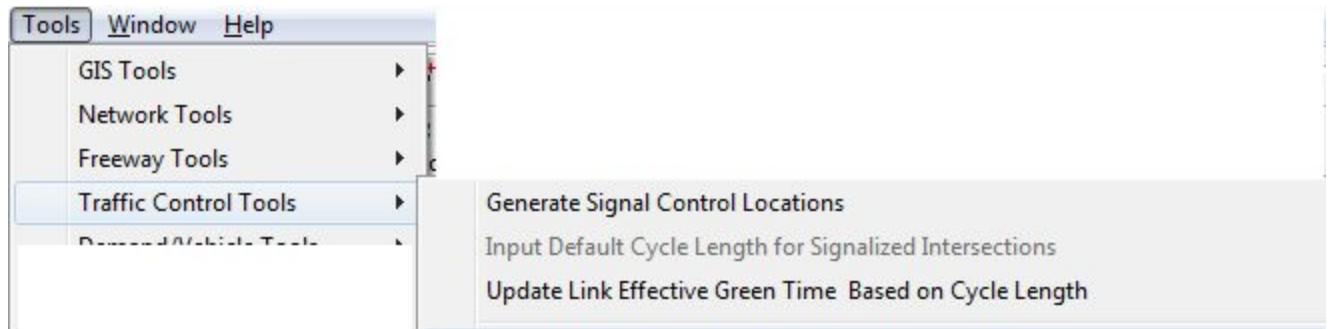 Tools Window Help
GIS Tools
Network Tools
Freeway Tools
Traffic Control Tools
Generate Signal Control Locations
Input Default Cycle Length for Signalized Intersections
Update Link Effective Green Time Based on Cycle Length